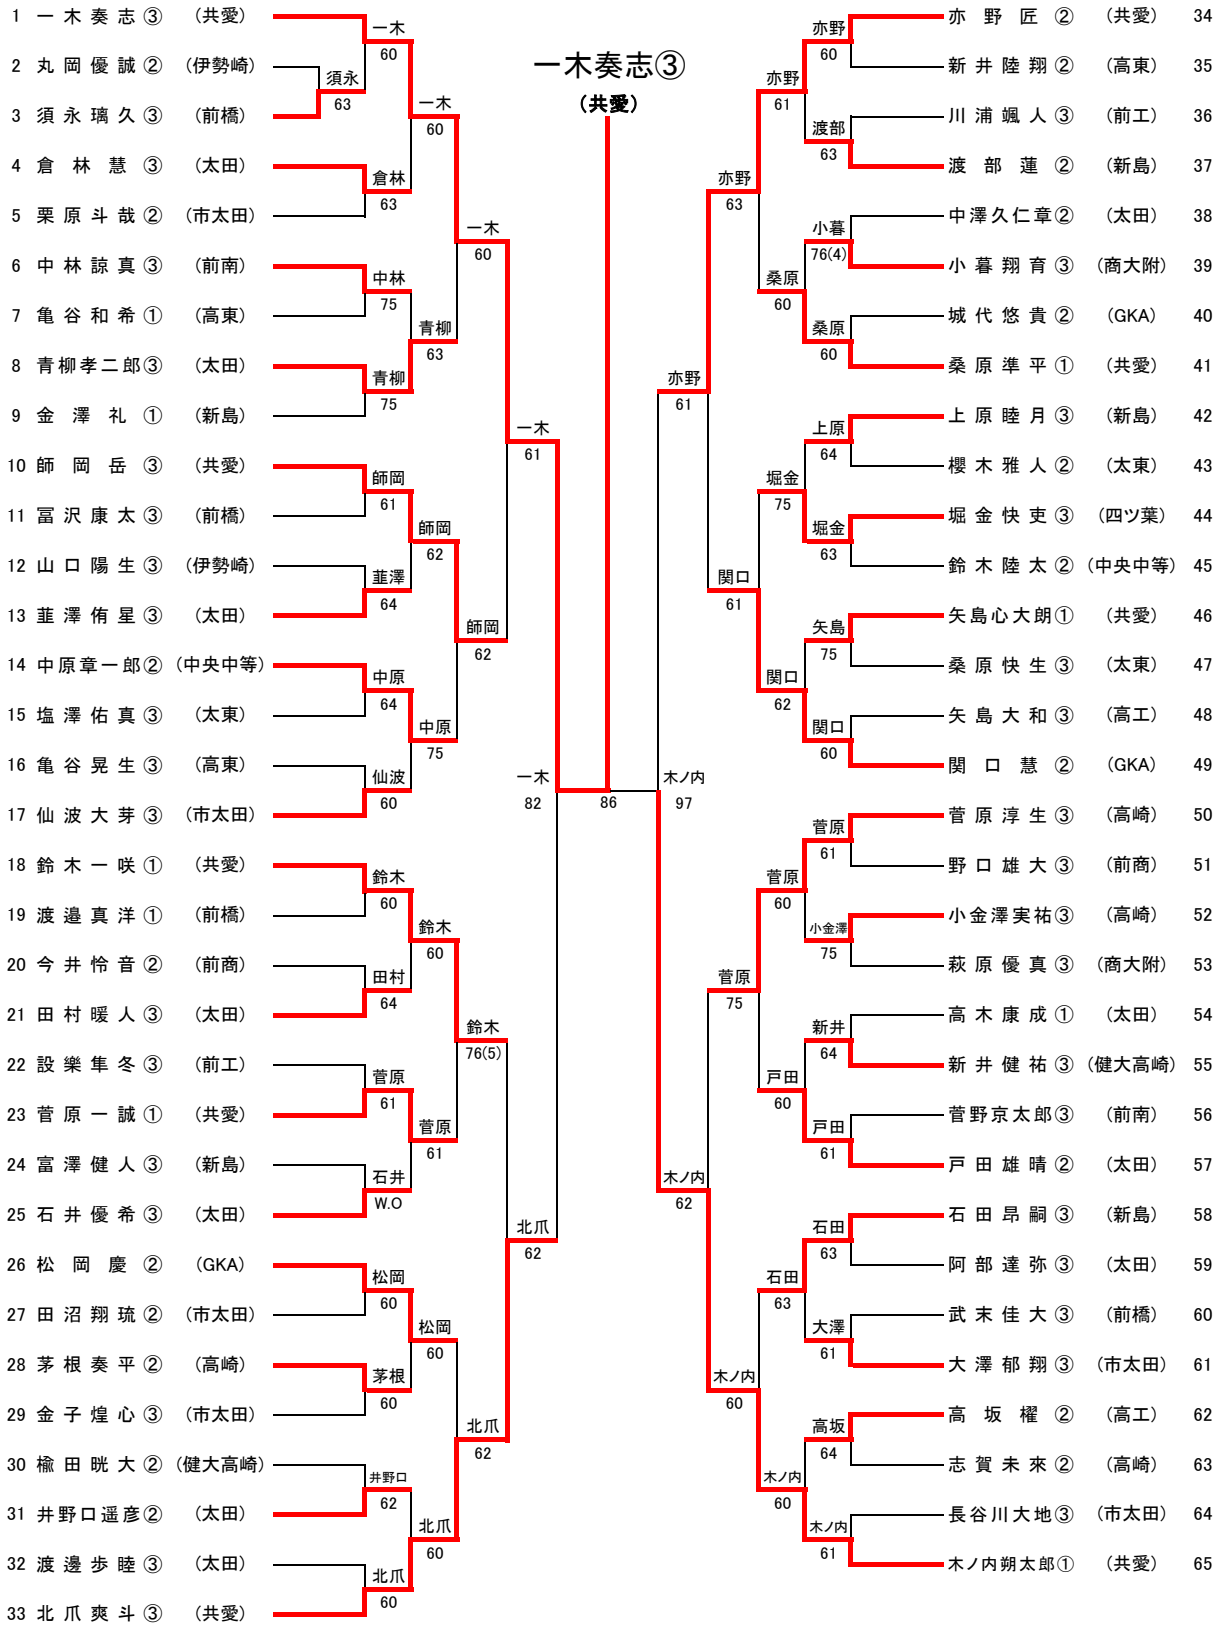 一木奏志③
(共愛)
1 一木奏志③ (共愛)
2 丸岡優誠② (伊勢崎)
3 須永璃久③ (前橋)
4 倉林慧③ (太田)
5 栗原斗哉② (市太田)
6 中林諒真③ (前南)
7 亀谷和希① (高東)
8 青柳孝二郎③ (太田)
9 金澤礼① (新島)
10 師岡岳③ (共愛)
11 冨沢康太③ (前橋)
12 山口陽生③ (伊勢崎)
13 韮澤侑星③ (太田)
14 中原章一郎② (中央中等)
15 塩澤佑真③ (太東)
16 亀谷晃生③ (高東)
17 仙波大芽③ (市太田)
18 鈴木一咲① (共愛)
19 渡邉真洋① (前橋)
20 今井怜音② (前商)
21 田村暖人③ (太田)
22 設樂隼冬③ (前工)
23 菅原一誠① (共愛)
24 富澤健人③ (新島)
25 石井優希③ (太田)
26 松岡慶② (GKA)
27 田沼翔琉② (市太田)
28 茅根奏平② (高崎)
29 金子煌心③ (市太田)
30 楡田晄大② (健大高崎)
31 井野口遥彦② (太田)
32 渡邊歩睦③ (太田)
33 北爪爽斗③ (共愛)
須永
63
一木
60
倉林
63
中林
75
青柳
75
師岡
61
韮澤
64
中原
64
仙波
60
鈴木
60
田村
64
菅原
61
石井
W.O
松岡
60
茅根
60
井野口
62
北爪
60
一木
60
青柳
63
師岡
62
中原
75
鈴木
60
菅原
61
松岡
60
北爪
60
一木
60
師岡
62
鈴木
76(5)
北爪
62
一木
61
北爪
62
一木
82
86
木ノ内
97
亦野
61
木ノ内
62
亦野
63
関口
61
菅原
75
木ノ内
60
亦野
61
桑原
60
堀金
75
関口
62
菅原
60
戸田
60
石田
63
木ノ内
60
亦野
60
渡部
63
小暮
76(4)
桑原
60
上原
64
堀金
63
矢島
75
関口
60
菅原
61
小金澤
75
新井
64
戸田
61
石田
63
大澤
61
高坂
64
木ノ内
61
亦野匠② (共愛) 34
新井陸翔② (高東) 35
川浦颯人③ (前工) 36
渡部蓮② (新島) 37
中澤久仁章② (太田) 38
小暮翔育③ (商大附) 39
城代悠貴② (GKA) 40
桑原準平① (共愛) 41
上原睦月③ (新島) 42
櫻木雅人② (太東) 43
堀金快吏③ (四ツ葉) 44
鈴木陸太② (中央中等) 45
矢島心大朗① (共愛) 46
桑原快生③ (太東) 47
矢島大和③ (高工) 48
関口慧② (GKA) 49
菅原淳生③ (高崎) 50
野口雄大③ (前商) 51
小金澤実祐③ (高崎) 52
萩原優真③ (商大附) 53
高木康成① (太田) 54
新井健祐③ (健大高崎) 55
菅野京太郎③ (前南) 56
戸田雄晴② (太田) 57
石田昂嗣③ (新島) 58
阿部達弥③ (太田) 59
武末佳大③ (前橋) 60
大澤郁翔③ (市太田) 61
高坂櫂② (高工) 62
志賀未來② (高崎) 63
長谷川大地③ (市太田) 64
木ノ内朔太郎① (共愛) 65